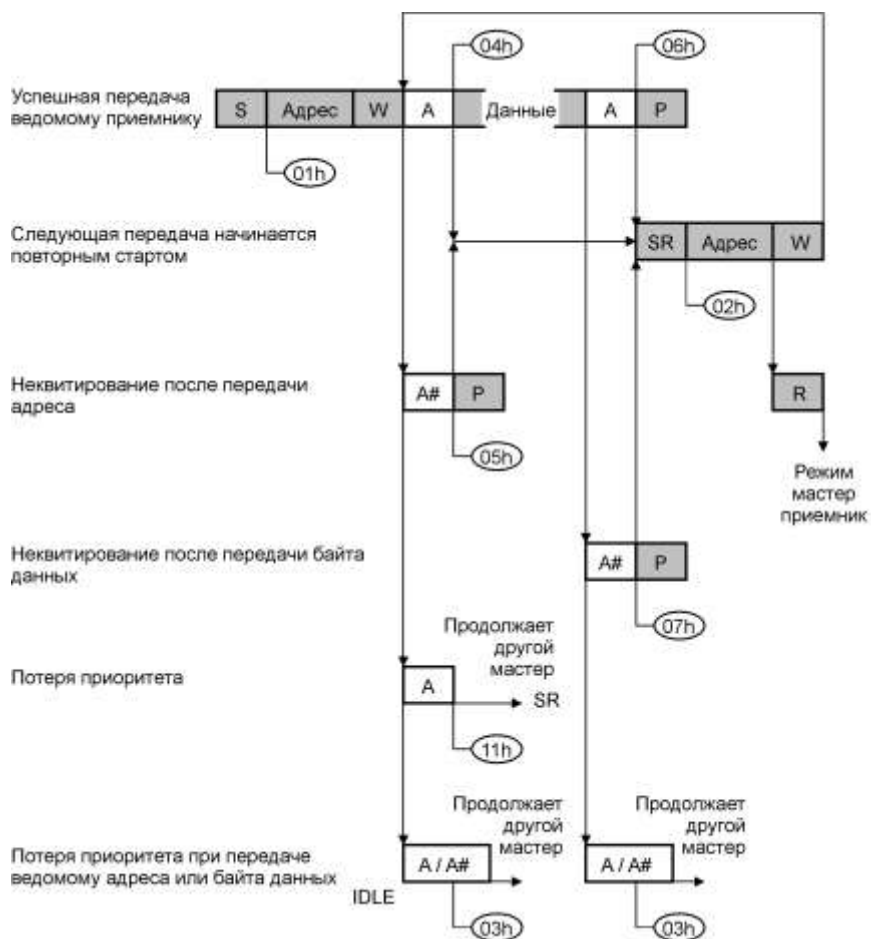 04h
06h
Успешная передача
ведомому приемнику
S Адрес W A Данные A P
01h
Следующая передача начинается
повторным стартом
SR Адрес W
02h
Неквитирование после передачи
адреса
A# P
R
05h
Режим
мастер
приемник
Неквитирование после передачи байта
данных
A# P
07h
Продолжает
другой
мастер
Потеря приоритета
A
SR
11h
Продолжает
другой
мастер
Продолжает
другой
мастер
Потеря приоритета при передаче
ведомому адреса или байта данных
A / A#
A / A#
IDLE
03h
03h